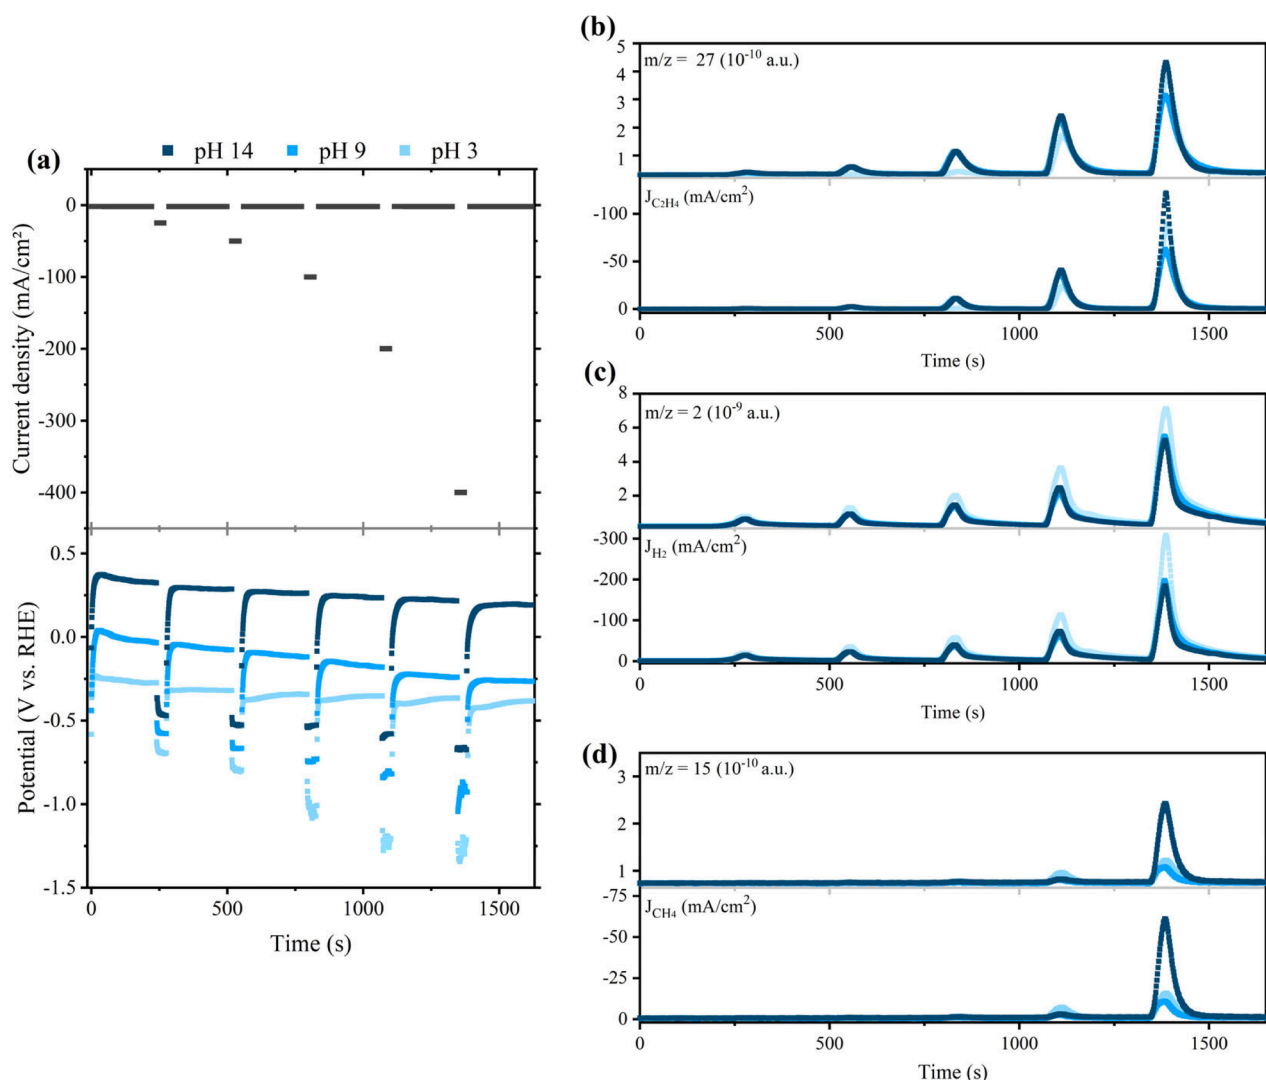 (a)
pH 14 pH 9 pH 3
Current density (mA/cm²)
0
-100
-200
-300
-400
Potential (V vs. RHE)
0.5
0.0
-0.5
-1.0
-1.5
0 500 1000 1500
Time (s)
(b)
m/z = 27 (10⁻¹⁰ a.u.)
5
4
3
2
1
J_C₂H₄ (mA/cm²)
-100
-50
0
0 500 1000 1500
Time (s)
(c)
m/z = 2 (10⁻⁹ a.u.)
8
6
4
2
J_H₂ (mA/cm²)
-300
-200
-100
0
0 500 1000 1500
Time (s)
(d)
m/z = 15 (10⁻¹⁰ a.u.)
3
2
1
J_CH₄ (mA/cm²)
-75
-50
-25
0
0 500 1000 1500
Time (s)